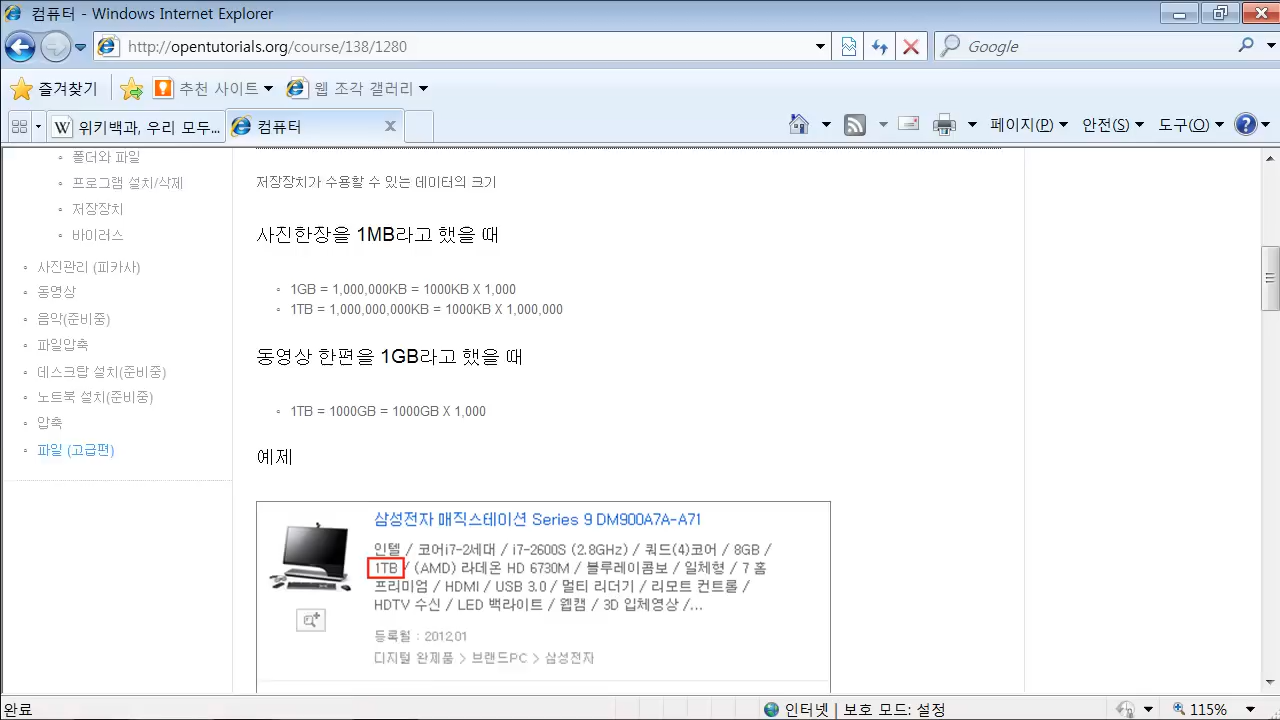 컴퓨터 - Windows Internet Explorer
http://opentutorials.org/course/138/1280
Google
즐겨찾기
추천 사이트
웹 조각 갤러리
W 위키백과, 우리 모두...
컴퓨터
페이지(P)
안전(S)
도구(O)
폴더와 파일
프로그램 설치/삭제
저장장치
바이러스
사진관리 (피카사)
동영상
음악(준비중)
파일압축
데스크탑 설치(준비중)
노트북 설치(준비중)
압축
파일 (고급편)
저장장치가 수용할 수 있는 데이터의 크기
사진한장을 1MB라고 했을 때
1GB = 1,000,000KB = 1000KB X 1,000
1TB = 1,000,000,000KB = 1000KB X 1,000,000
동영상 한편을 1GB라고 했을 때
1TB = 1000GB = 1000GB X 1,000
예제
삼성전자 매직스테이션 Series 9 DM900A7A-A71
인텔 / 코어i7-2세대 / i7-2600S (2.8GHz) / 쿼드(4)코어 / 8GB /
1TB / (AMD) 라데온 HD 6730M / 블루레이콤보 / 일체형 / 7 홈
프리미엄 / HDMI / USB 3.0 / 멀티 리더기 / 리모트 컨트롤 /
HDTV 수신 / LED 백라이트 / 웹캠 / 3D 입체영상 /...
등록월 : 2012.01
디지털 완제품 > 브랜드PC > 삼성전자
완료
인터넷 | 보호 모드: 설정
115%